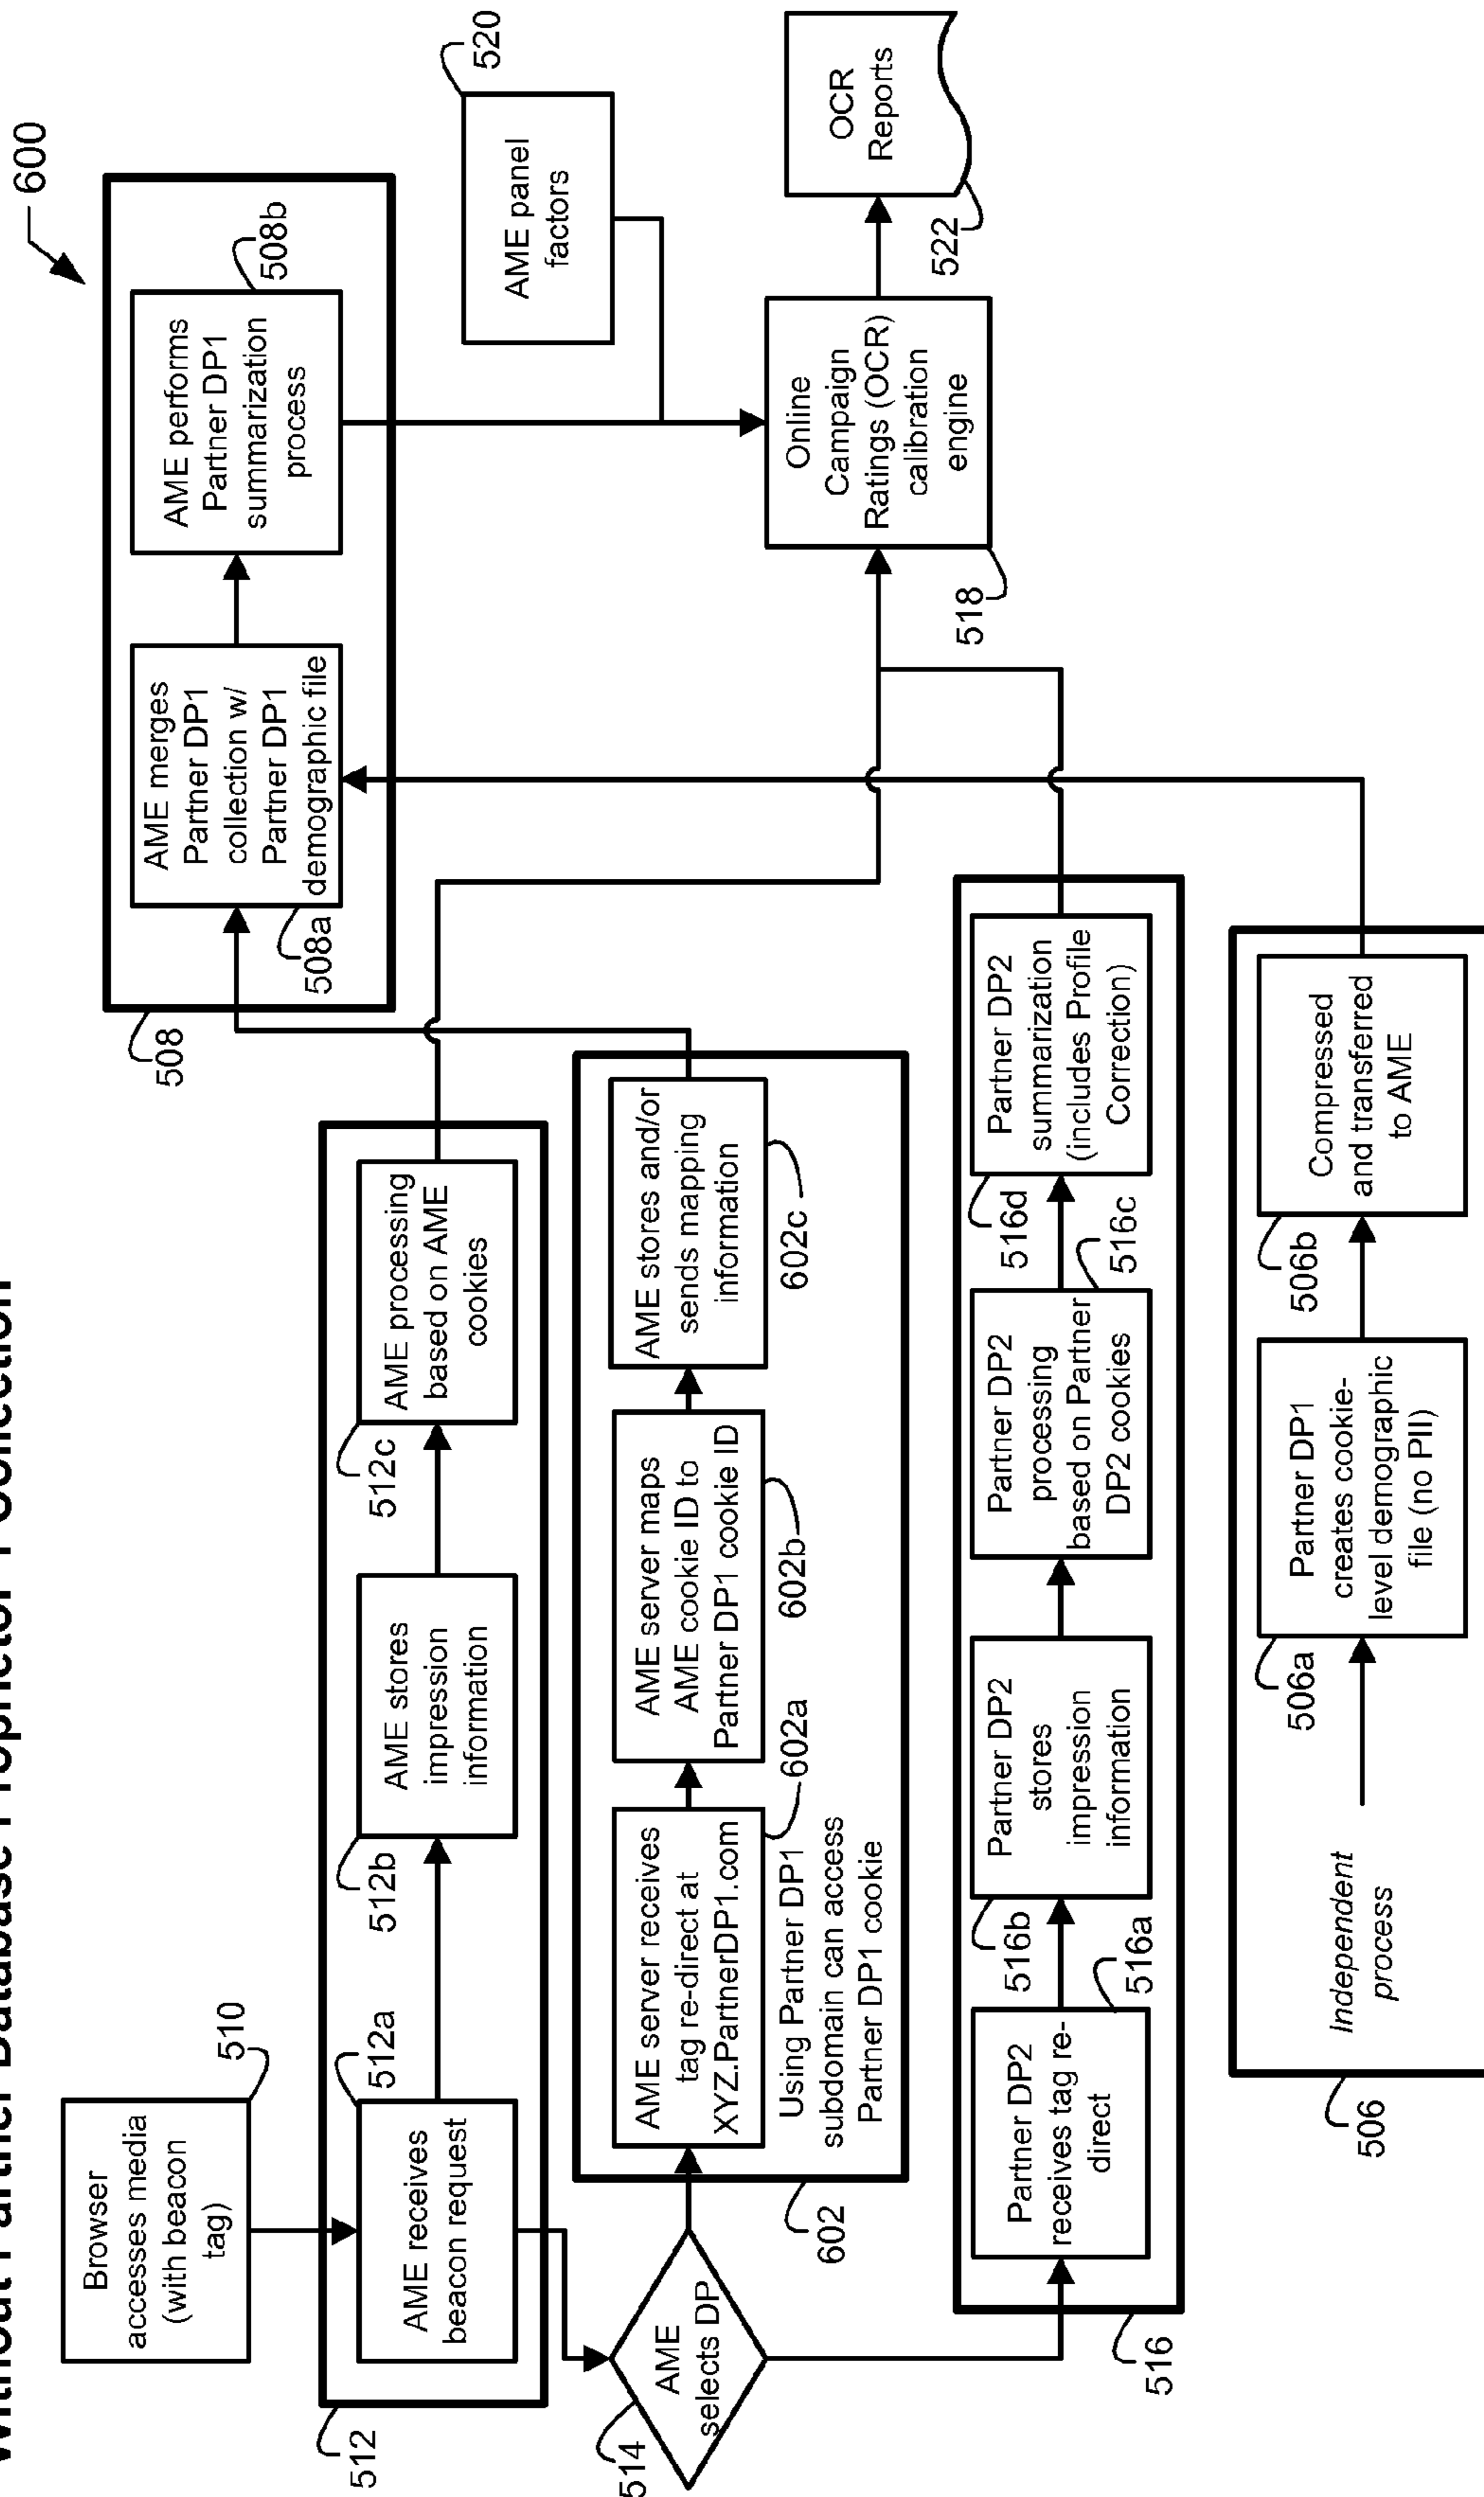 without Partner Database Proprietor 1 Collection
600
Browser
accesses media
(with beacon
tag)
510
512
AME receives
beacon request
512a
AME stores
impression
information
512b
AME processing
based on AME
cookies
512c
508
AME merges
Partner DP1
collection w/
Partner DP1
demographic file
508a
AME performs
Partner DP1
summarization
process
508b
AME panel
factors
520
AME
selects DP
514
602
AME server receives
tag re-direct at
XYZ.PartnerDP1.com
602a
Using Partner DP1
subdomain can access
Partner DP1 cookie
AME server maps
AME cookie ID to
Partner DP1 cookie ID
602b
AME stores and/or
sends mapping
information
602c
Online
Campaign
Ratings (OCR)
calibration
engine
518
OCR
Reports
522
516
Partner DP2
receives tag re-
direct
516a
Partner DP2
stores
impression
information
516b
Partner DP2
processing
based on Partner
DP2 cookies
516c
Partner DP2
summarization
(includes Profile
Correction)
516d
506
Independent
process
Partner DP1
creates cookie-
level demographic
file (no PII)
506a
Compressed
and transferred
to AME
506b